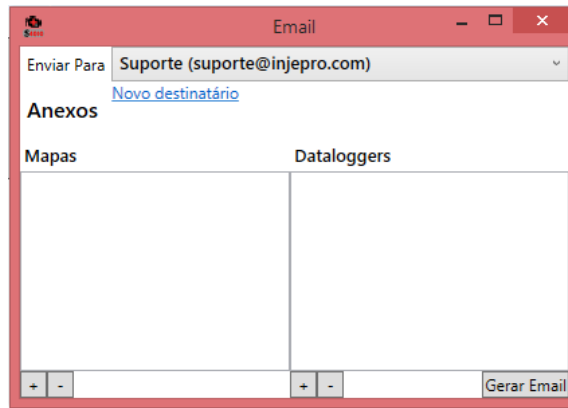 Email
Enviar Para Suporte (suporte@injepro.com)
Novo destinatário
Anexos
Mapas Dataloggers
+ - + - Gerar Email